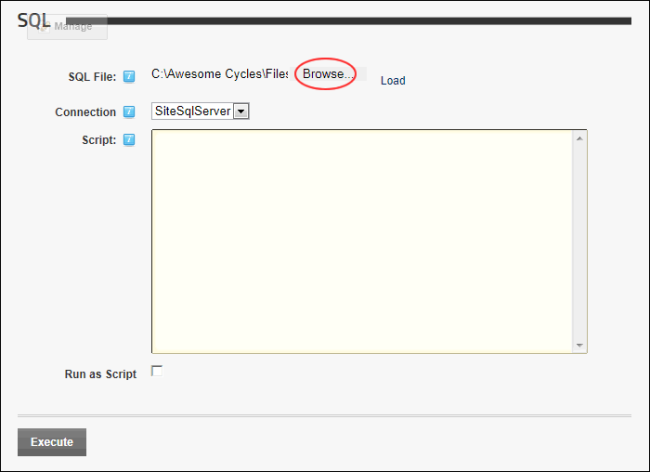 SQL
Manage
SQL File: C:\Awesome Cycles\Files Browse... Load
Connection SiteSqlServer
Script:
Run as Script
Execute